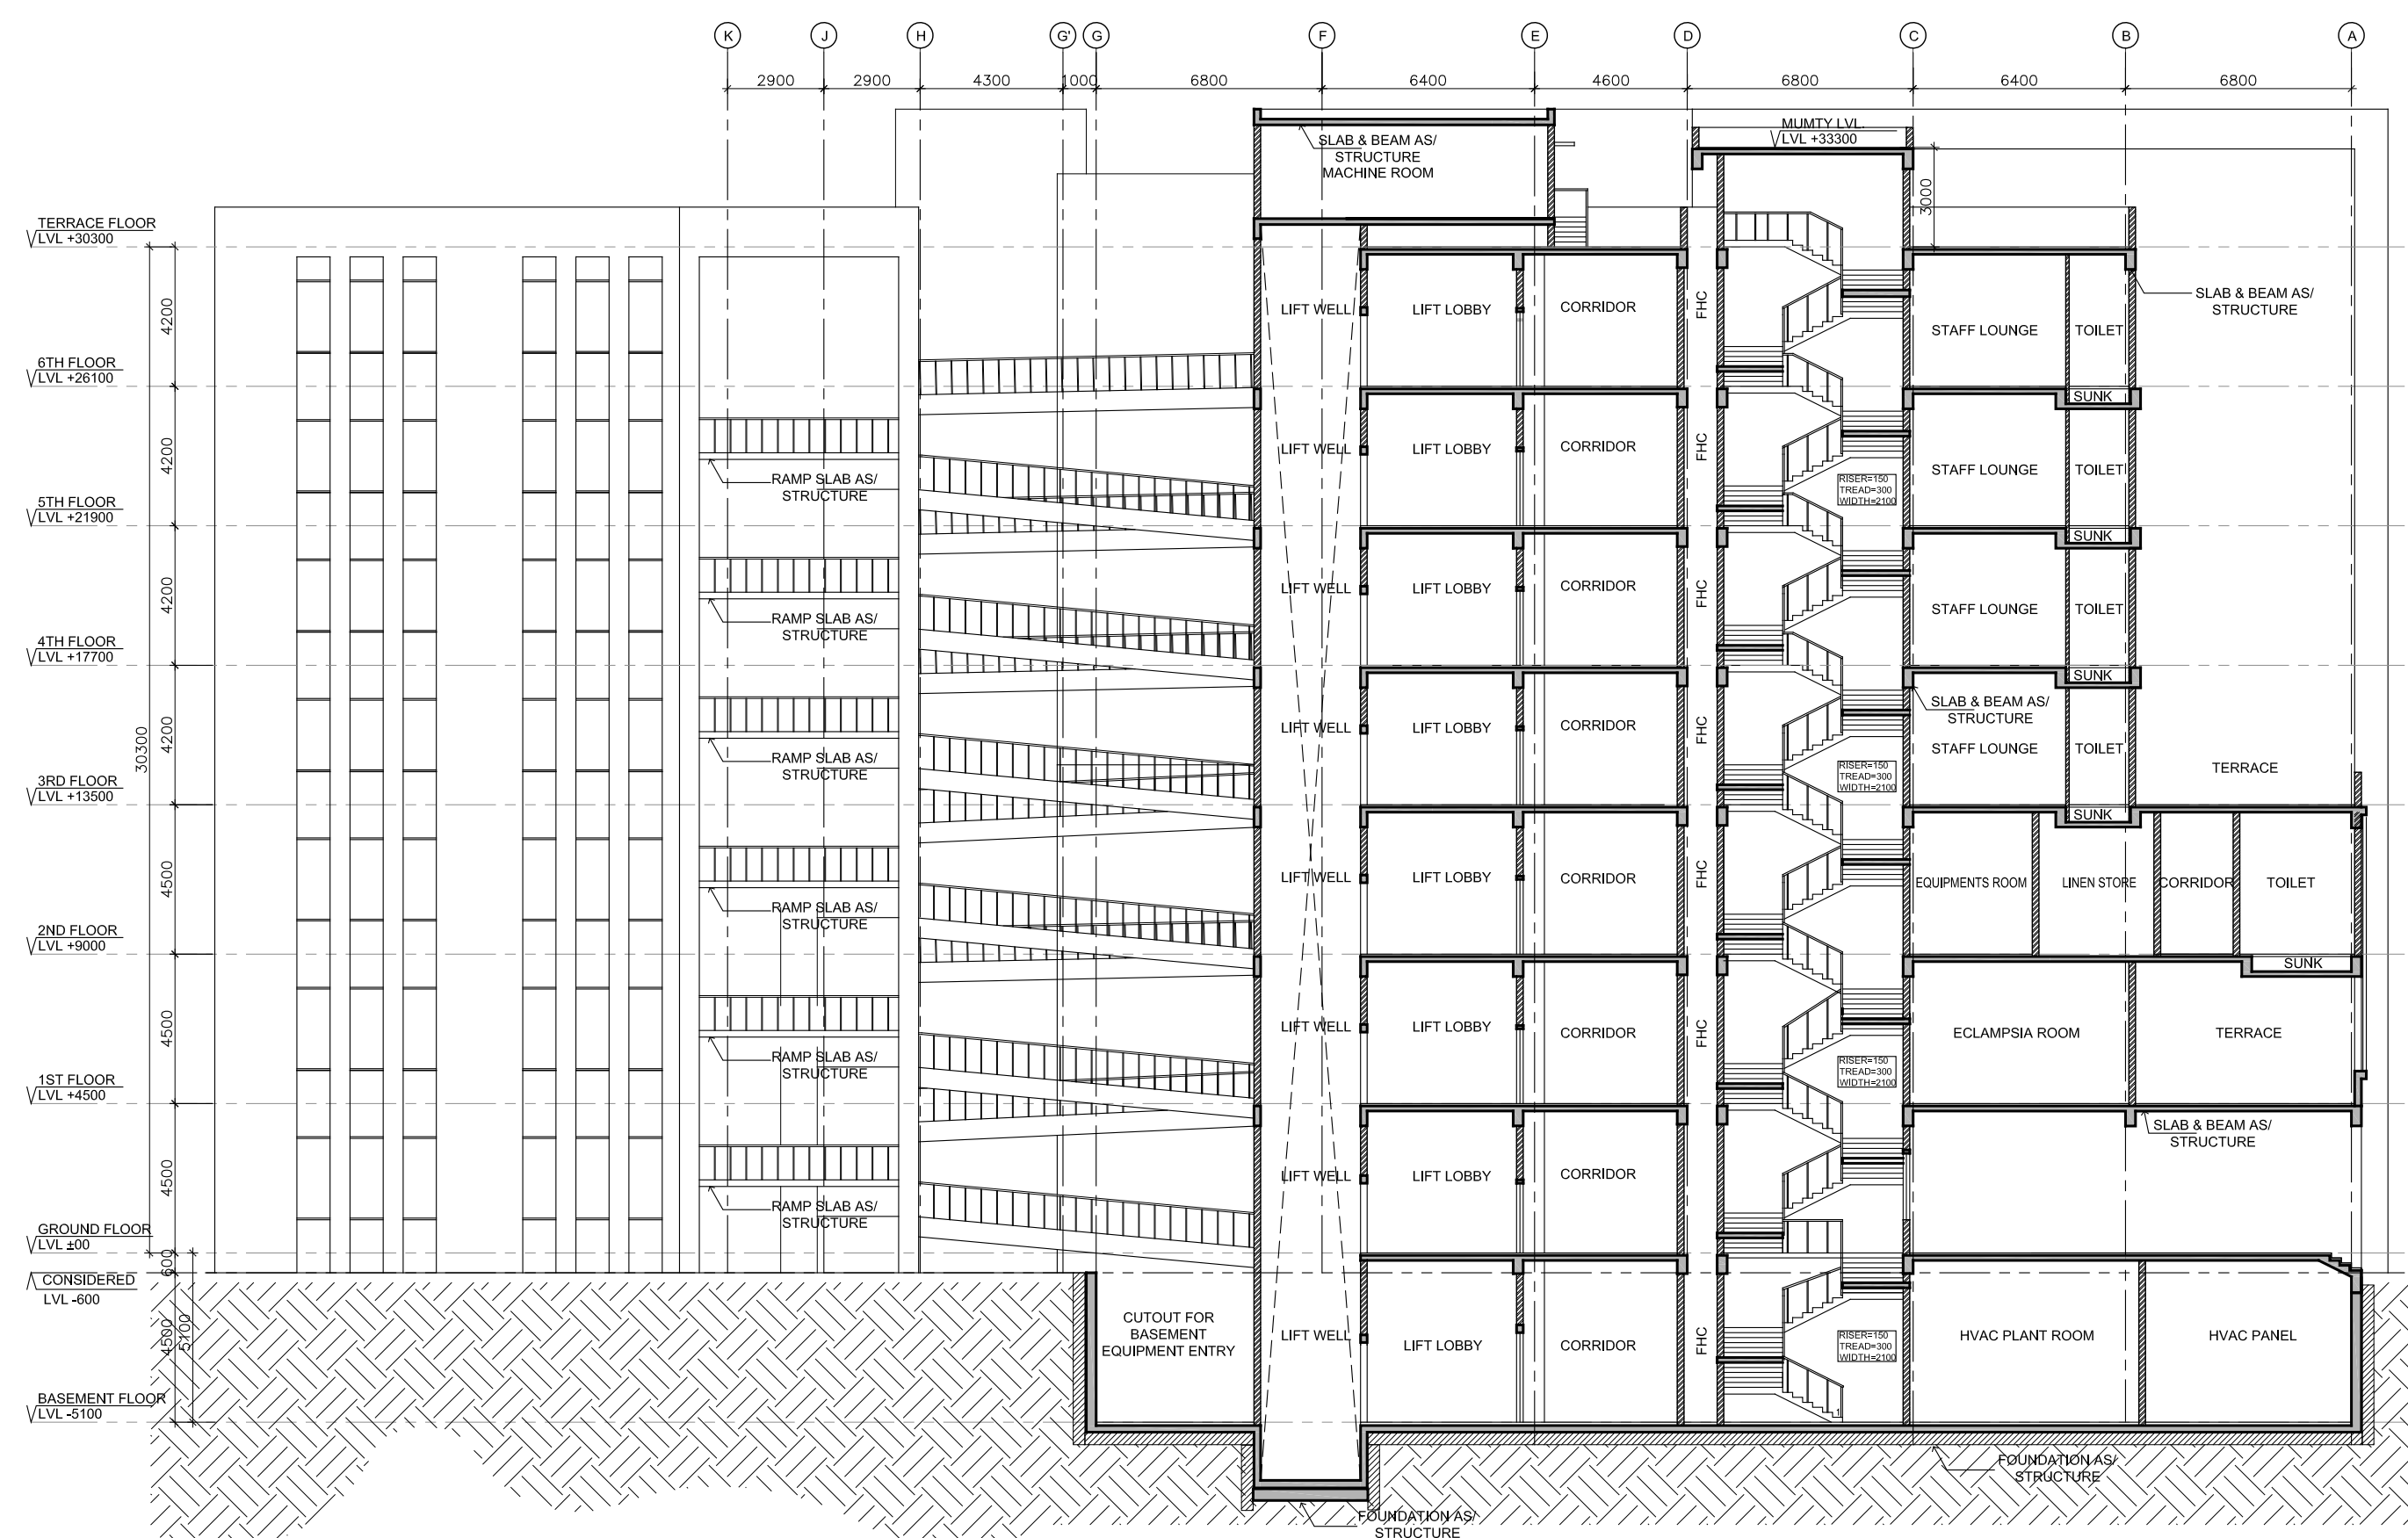 K J H G' G F E D C B A
2900 2900 4300 1000 6800 6400 4600 6800 6400 6800
SLAB & BEAM AS/
STRUCTURE
MACHINE ROOM
MUMTY LVL.
LVL +33300
3000
TERRACE FLOOR
LVL +30300
4200
LIFT WELL LIFT LOBBY CORRIDOR FHC STAFF LOUNGE TOILET
SLAB & BEAM AS/
STRUCTURE
6TH FLOOR
LVL +26100
SUNK
4200
LIFT WELL LIFT LOBBY CORRIDOR FHC STAFF LOUNGE TOILET
RAMP SLAB AS/
STRUCTURE
RISER=150
TREAD=300
WIDTH=2100
5TH FLOOR
LVL +21900
SUNK
4200
LIFT WELL LIFT LOBBY CORRIDOR FHC STAFF LOUNGE TOILET
RAMP SLAB AS/
STRUCTURE
4TH FLOOR
LVL +17700
SUNK
SLAB & BEAM AS/
STRUCTURE
30300
4200
LIFT WELL LIFT LOBBY CORRIDOR FHC STAFF LOUNGE TOILET
RAMP SLAB AS/
STRUCTURE
RISER=150
TREAD=300
WIDTH=2100
TERRACE
3RD FLOOR
LVL +13500
SUNK
4500
LIFT WELL LIFT LOBBY CORRIDOR FHC EQUIPMENTS ROOM LINEN STORE CORRIDOR TOILET
RAMP SLAB AS/
STRUCTURE
2ND FLOOR
LVL +9000
SUNK
4500
LIFT WELL LIFT LOBBY CORRIDOR FHC ECLAMPSIA ROOM TERRACE
RAMP SLAB AS/
STRUCTURE
RISER=150
TREAD=300
WIDTH=2100
1ST FLOOR
LVL +4500
SLAB & BEAM AS/
STRUCTURE
4500
LIFT WELL LIFT LOBBY CORRIDOR
RAMP SLAB AS/
STRUCTURE
GROUND FLOOR
LVL ±00
600
CONSIDERED
LVL -600
4500
5100
CUTOUT FOR
BASEMENT
EQUIPMENT ENTRY
LIFT WELL LIFT LOBBY CORRIDOR FHC
RISER=150
TREAD=300
WIDTH=2100
HVAC PLANT ROOM HVAC PANEL
BASEMENT FLOOR
LVL -5100
1
FOUNDATION AS/
STRUCTURE
FOUNDATION AS/
STRUCTURE